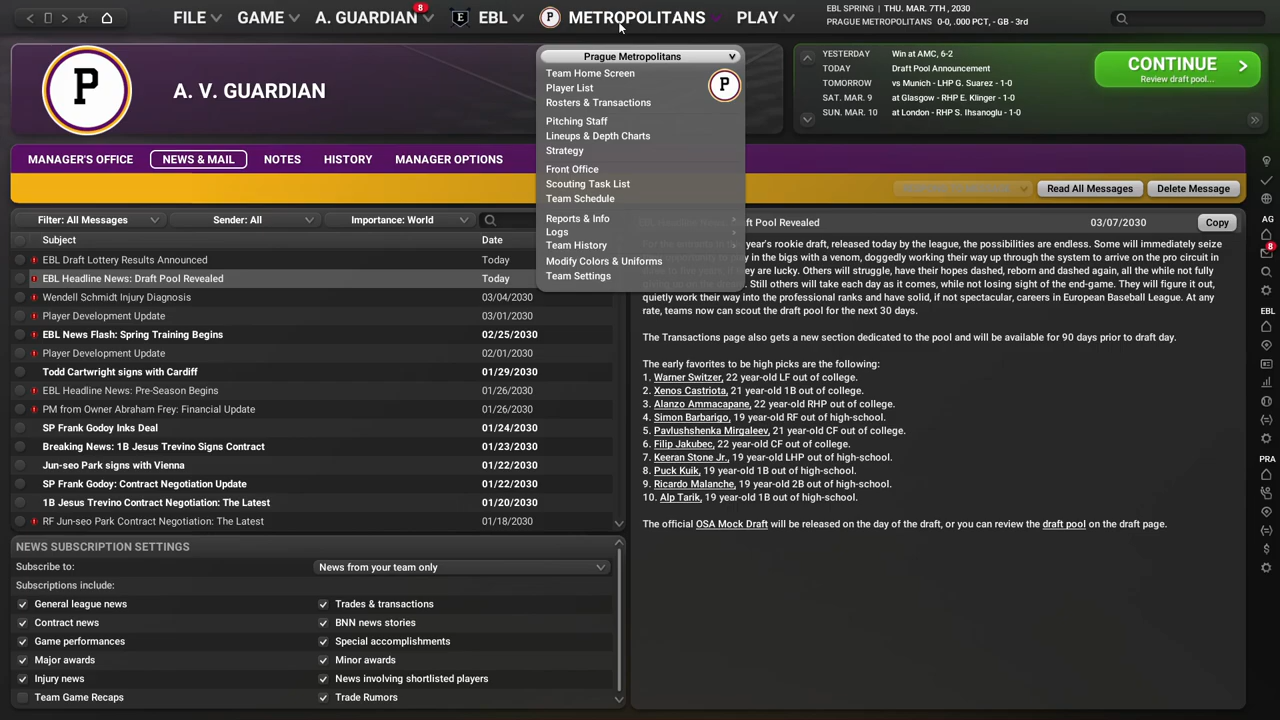 FILE
GAME
A. GUARDIAN
8
E
EBL
P
METROPOLITANS
PLAY
EBL SPRING | THU. MAR. 7TH , 2030
PRAGUE METROPOLITANS 0-0, .000 PCT, - GB - 3rd
P
A. V. GUARDIAN
Prague Metropolitans
Team Home Screen
Player List
Rosters & Transactions
P
Pitching Staff
Lineups & Depth Charts
Strategy
Front Office
Scouting Task List
Team Schedule
Reports & Info
Logs
Team History
Modify Colors & Uniforms
Team Settings
YESTERDAY Win at AMC, 6-2
TODAY Draft Pool Announcement
TOMORROW vs Munich - LHP G. Suarez - 1-0
SAT. MAR. 9 at Glasgow - RHP E. Klinger - 1-0
SUN. MAR. 10 at London - RHP S. Ihsanoglu - 1-0
CONTINUE
Review draft pool...
MANAGER'S OFFICE
NEWS & MAIL
NOTES
HISTORY
MANAGER OPTIONS
Read All Messages
Delete Message
Filter: All Messages
Sender: All
Importance: World
Subject Date
EBL Draft Lottery Results Announced Today
EBL Headline News: Draft Pool Revealed Today
Wendell Schmidt Injury Diagnosis 03/04/2030
Player Development Update 03/01/2030
EBL News Flash: Spring Training Begins 02/25/2030
Player Development Update 02/01/2030
Todd Cartwright signs with Cardiff 01/29/2030
EBL Headline News: Pre-Season Begins 01/26/2030
PM from Owner Abraham Frey: Financial Update 01/26/2030
SP Frank Godoy Inks Deal 01/24/2030
Breaking News: 1B Jesus Trevino Signs Contract 01/23/2030
Jun-seo Park signs with Vienna 01/22/2030
SP Frank Godoy: Contract Negotiation Update 01/22/2030
1B Jesus Trevino Contract Negotiation: The Latest 01/20/2030
RF Jun-seo Park Contract Negotiation: The Latest 01/18/2030
NEWS SUBSCRIPTION SETTINGS
Subscribe to: News from your team only
Subscriptions include:
General league news
Trades & transactions
Contract news
BNN news stories
Game performances
Special accomplishments
Major awards
Minor awards
Injury news
News involving shortlisted players
Team Game Recaps
Trade Rumors
Draft Pool Revealed
03/07/2030
Copy
year's rookie draft, released today by the league, the possibilities are endless. Some will immediately seize
to play in the bigs with a venom, doggedly working their way up through the system to arrive on the pro circuit in
they are lucky. Others will struggle, have their hopes dashed, reborn and dashed again, all the while not fully
Still others will take each day as it comes, while not losing sight of the end-game. They will figure it out,
quietly work their way into the professional ranks and have solid, if not spectacular, careers in European Baseball League. At any
rate, teams now can scout the draft pool for the next 30 days.
The Transactions page also gets a new section dedicated to the pool and will be available for 90 days prior to draft day.
The early favorites to be high picks are the following:
1. Warner Switzer, 22 year-old LF out of college.
2. Xenos Castriota, 21 year-old 1B out of college.
3. Alanzo Ammacapane, 22 year-old RHP out of college.
4. Simon Barbarigo, 19 year-old RF out of high-school.
5. Pavlushshenka Mirgaleev, 21 year-old CF out of college.
6. Filip Jakubec, 22 year-old CF out of college.
7. Keeran Stone Jr., 19 year-old LHP out of high-school.
8. Puck Kuik, 19 year-old 1B out of high-school.
9. Ricardo Malanche, 19 year-old 2B out of high-school.
10. Alp Tarik, 19 year-old 1B out of high-school.
The official OSA Mock Draft will be released on the day of the draft, or you can review the draft pool on the draft page.
AG
8
EBL
PRA